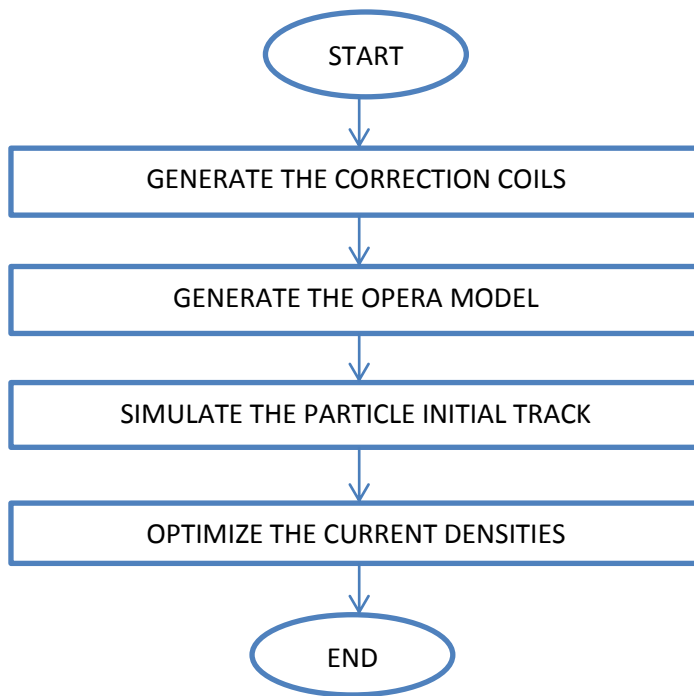 START
GENERATE THE CORRECTION COILS
GENERATE THE OPERA MODEL
SIMULATE THE PARTICLE INITIAL TRACK
OPTIMIZE THE CURRENT DENSITIES
END